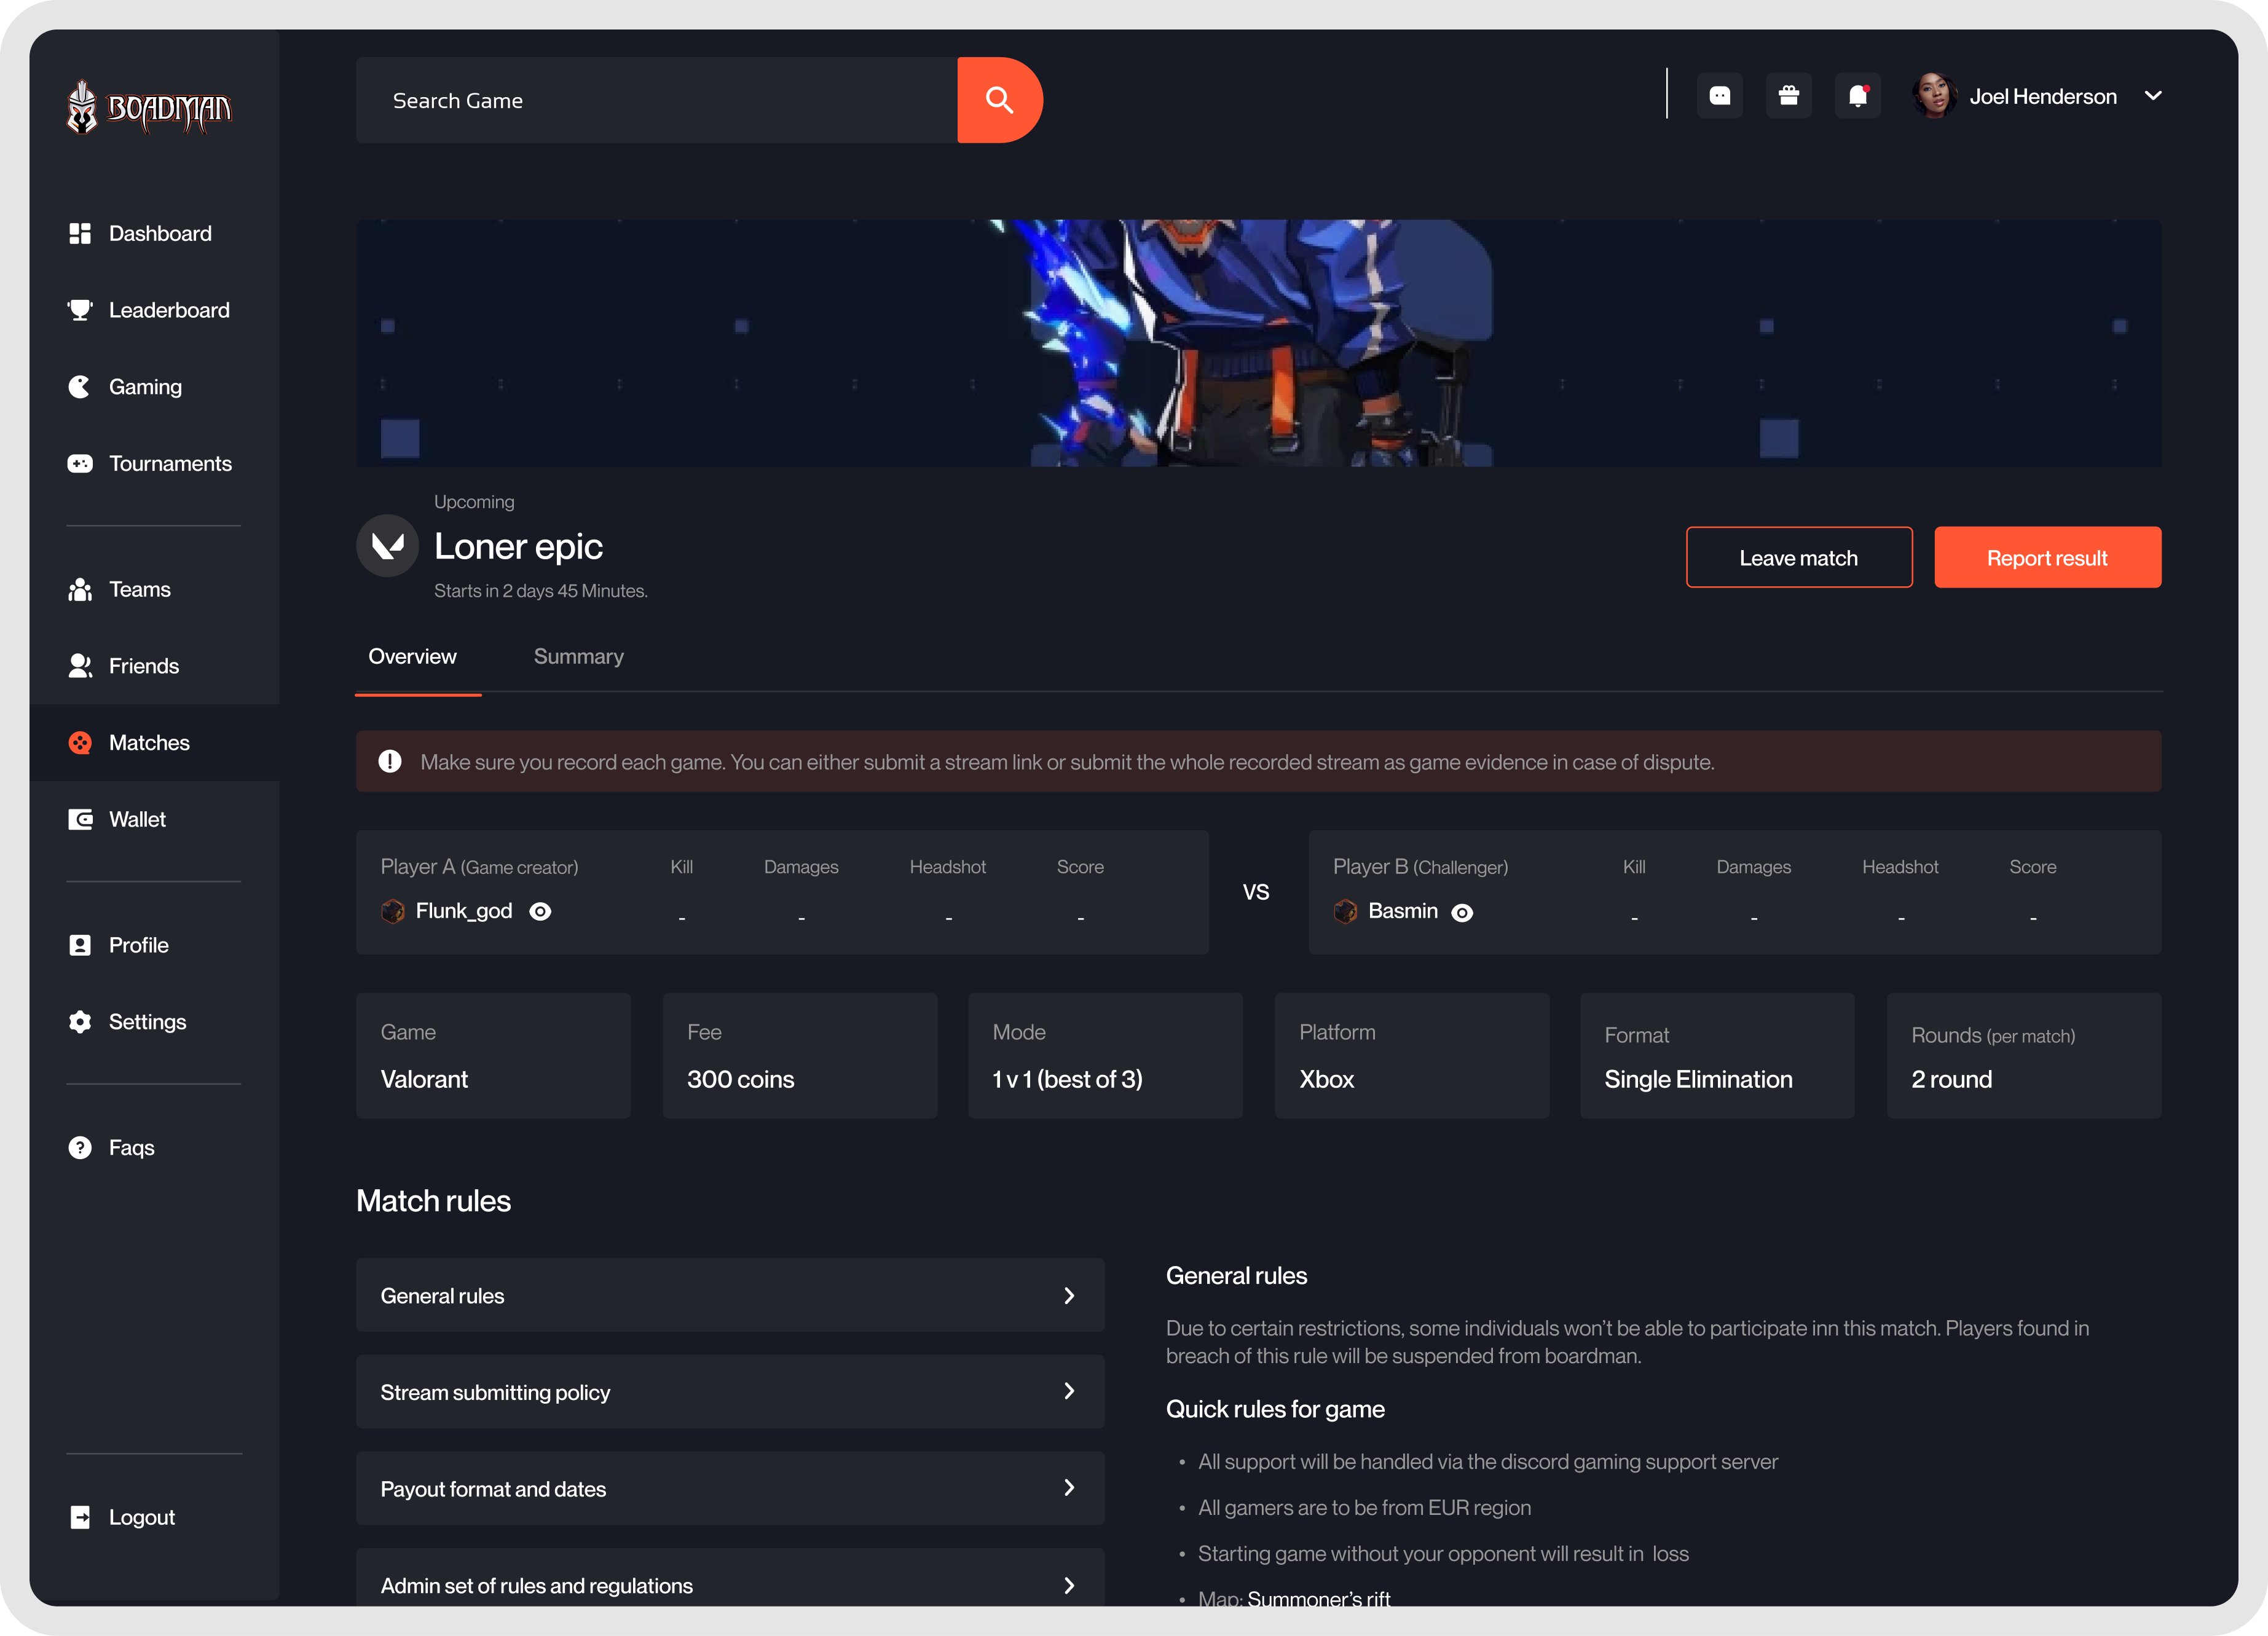 BOADMAN
Search Game
Joel Henderson
Dashboard
Leaderboard
Gaming
Tournaments
Teams
Friends
Matches
Wallet
Profile
Settings
Faqs
Logout
Upcoming
Loner epic
Starts in 2 days 45 Minutes.
Leave match
Report result
Overview
Summary
Make sure you record each game. You can either submit a stream link or submit the whole recorded stream as game evidence in case of dispute.
Player A (Game creator) Kill Damages Headshot Score
Flunk_god - - - -
VS
Player B (Challenger) Kill Damages Headshot Score
Basmin - - - -
Game
Valorant
Fee
300 coins
Mode
1 v 1 (best of 3)
Platform
Xbox
Format
Single Elimination
Rounds (per match)
2 round
Match rules
General rules
Stream submitting policy
Payout format and dates
Admin set of rules and regulations
General rules
Due to certain restrictions, some individuals won’t be able to participate inn this match. Players found in
breach of this rule will be suspended from boardman.
Quick rules for game
• All support will be handled via the discord gaming support server
• All gamers are to be from EUR region
• Starting game without your opponent will result in  loss
• Map: Summoner’s rift